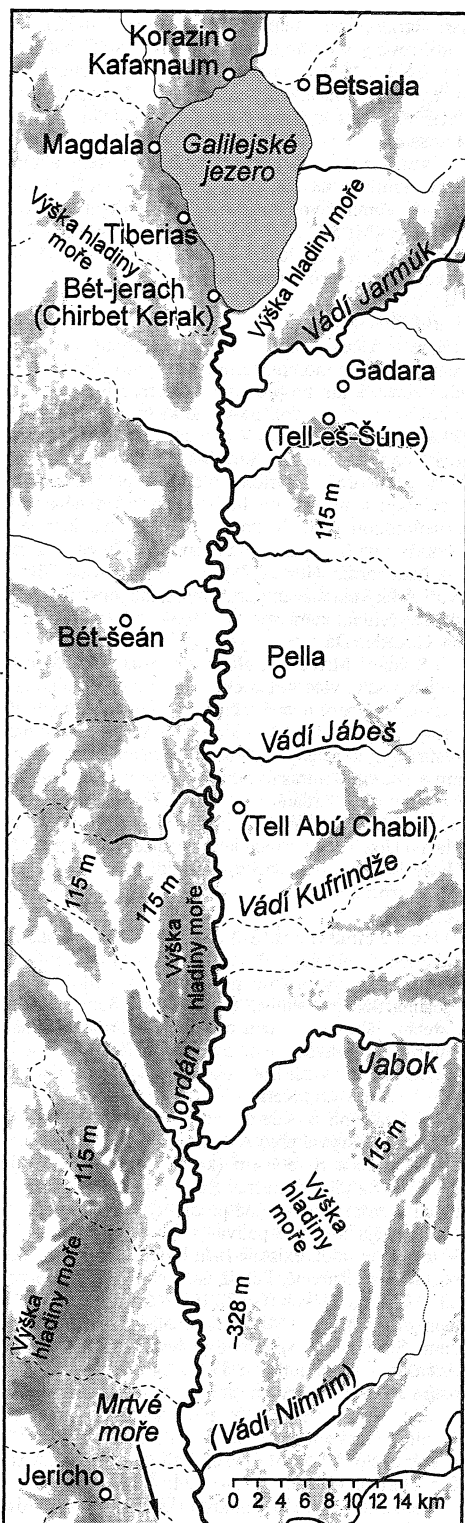 Korazin
Kafarnaum
Betsaida
Magdala
Galilejské
jezero
Výška hladiny
moře
Tiberias
Výška hladiny moře
Bét-jerach
(Chirbet Kerak)
Vádí Jarmúk
Gadara
(Tell eš-Šúne)
115 m
Bét-šeán
Pella
Vádí Jábeš
(Tell Abú Chabil)
115 m
115 m
Výška
hladiny moře
Vádí Kufrindže
Jordán
Jabok
115 m
115 m
Výška
hladiny
moře
Výška
hladiny moře
–328 m
Mrtvé
moře
(Vádí Nimrim)
Jericho
0 2 4 6 8 10 12 14 km